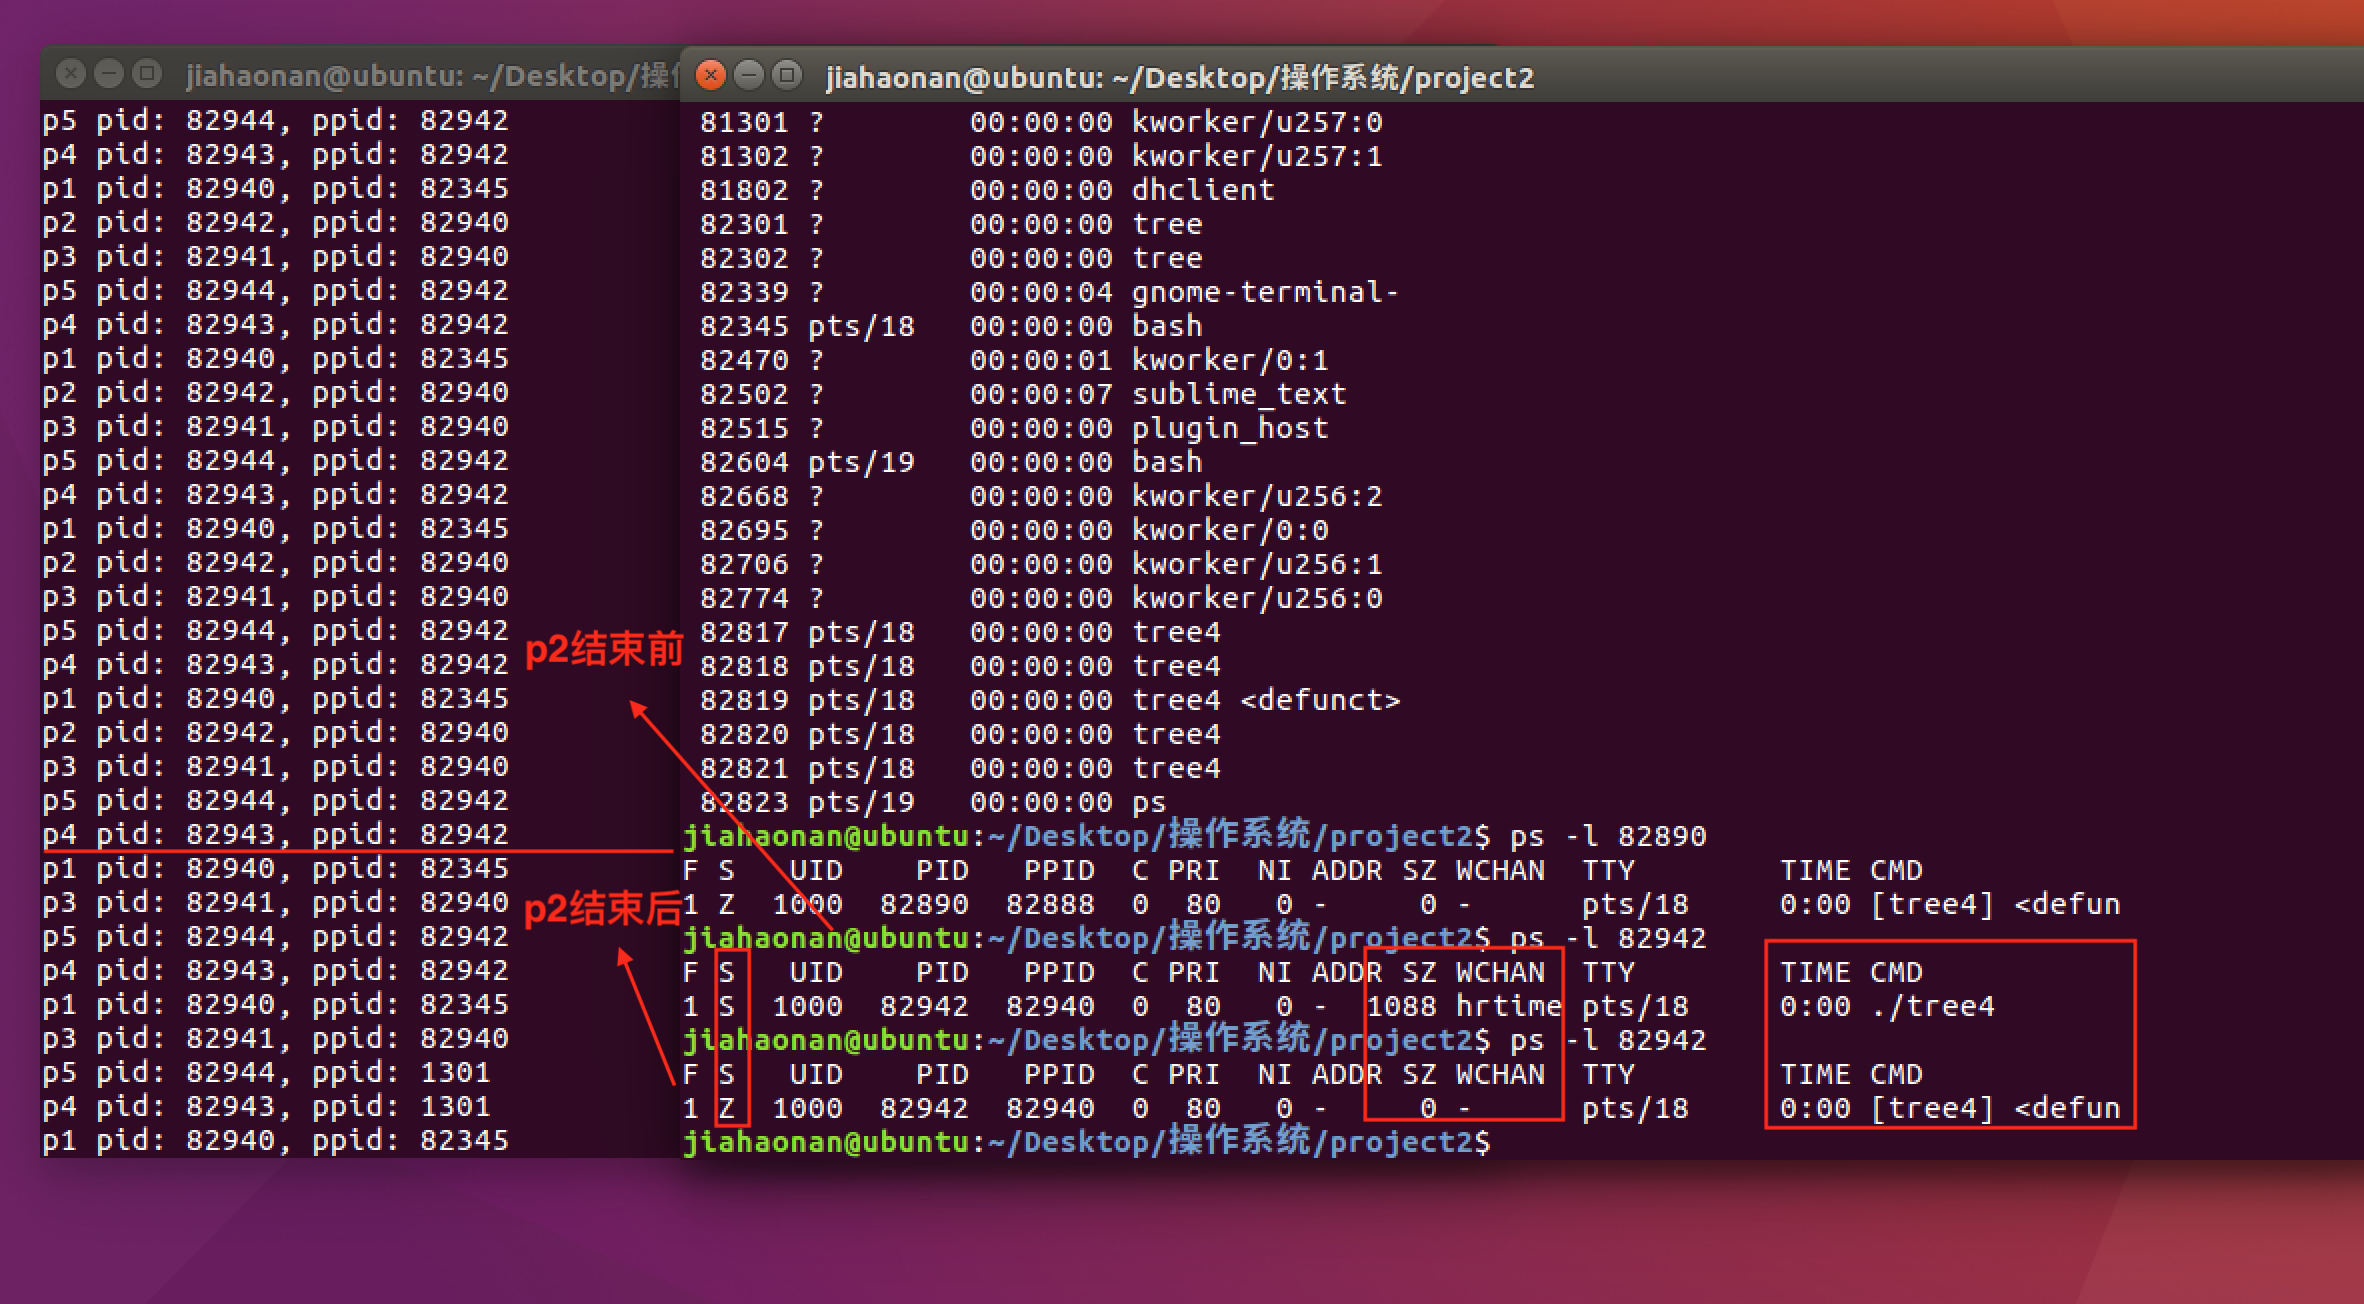 jiahaonan@ubuntu: ~/Desktop/操作
p5 pid: 82944, ppid: 82942
p4 pid: 82943, ppid: 82942
p1 pid: 82940, ppid: 82345
p2 pid: 82942, ppid: 82940
p3 pid: 82941, ppid: 82940
p5 pid: 82944, ppid: 82942
p4 pid: 82943, ppid: 82942
p1 pid: 82940, ppid: 82345
p2 pid: 82942, ppid: 82940
p3 pid: 82941, ppid: 82940
p5 pid: 82944, ppid: 82942
p4 pid: 82943, ppid: 82942
p1 pid: 82940, ppid: 82345
p2 pid: 82942, ppid: 82940
p3 pid: 82941, ppid: 82940
p5 pid: 82944, ppid: 82942
p4 pid: 82943, ppid: 82942
p1 pid: 82940, ppid: 82345
p2 pid: 82942, ppid: 82940
p3 pid: 82941, ppid: 82940
p5 pid: 82944, ppid: 82942
p4 pid: 82943, ppid: 82942
p1 pid: 82940, ppid: 82345
p3 pid: 82941, ppid: 82940
p5 pid: 82944, ppid: 82942
p4 pid: 82943, ppid: 82942
p1 pid: 82940, ppid: 82345
p3 pid: 82941, ppid: 82940
p5 pid: 82944, ppid: 1301
p4 pid: 82943, ppid: 1301
p1 pid: 82940, ppid: 82345
p2结束前
p2结束后
jiahaonan@ubuntu: ~/Desktop/操作系统/project2
81301 ? 00:00:00 kworker/u257:0
81302 ? 00:00:00 kworker/u257:1
81802 ? 00:00:00 dhclient
82301 ? 00:00:00 tree
82302 ? 00:00:00 tree
82339 ? 00:00:04 gnome-terminal-
82345 pts/18 00:00:00 bash
82470 ? 00:00:01 kworker/0:1
82502 ? 00:00:07 sublime_text
82515 ? 00:00:00 plugin_host
82604 pts/19 00:00:00 bash
82668 ? 00:00:00 kworker/u256:2
82695 ? 00:00:00 kworker/0:0
82706 ? 00:00:00 kworker/u256:1
82774 ? 00:00:00 kworker/u256:0
82817 pts/18 00:00:00 tree4
82818 pts/18 00:00:00 tree4
82819 pts/18 00:00:00 tree4 <defunct>
82820 pts/18 00:00:00 tree4
82821 pts/18 00:00:00 tree4
82823 pts/19 00:00:00 ps
jiahaonan@ubuntu:~/Desktop/操作系统/project2$ ps -l 82890
F S UID PID PPID C PRI NI ADDR SZ WCHAN TTY TIME CMD
1 Z 1000 82890 82888 0 80 0 - 0 - pts/18 0:00 [tree4] <defun
jiahaonan@ubuntu:~/Desktop/操作系统/project2$ ps -l 82942
F S UID PID PPID C PRI NI ADDR SZ WCHAN TTY TIME CMD
1 S 1000 82942 82940 0 80 0 - 1088 hrtime pts/18 0:00 ./tree4
jiahaonan@ubuntu:~/Desktop/操作系统/project2$ ps -l 82942
F S UID PID PPID C PRI NI ADDR SZ WCHAN TTY TIME CMD
1 Z 1000 82942 82940 0 80 0 - 0 - pts/18 0:00 [tree4] <defun
jiahaonan@ubuntu:~/Desktop/操作系统/project2$